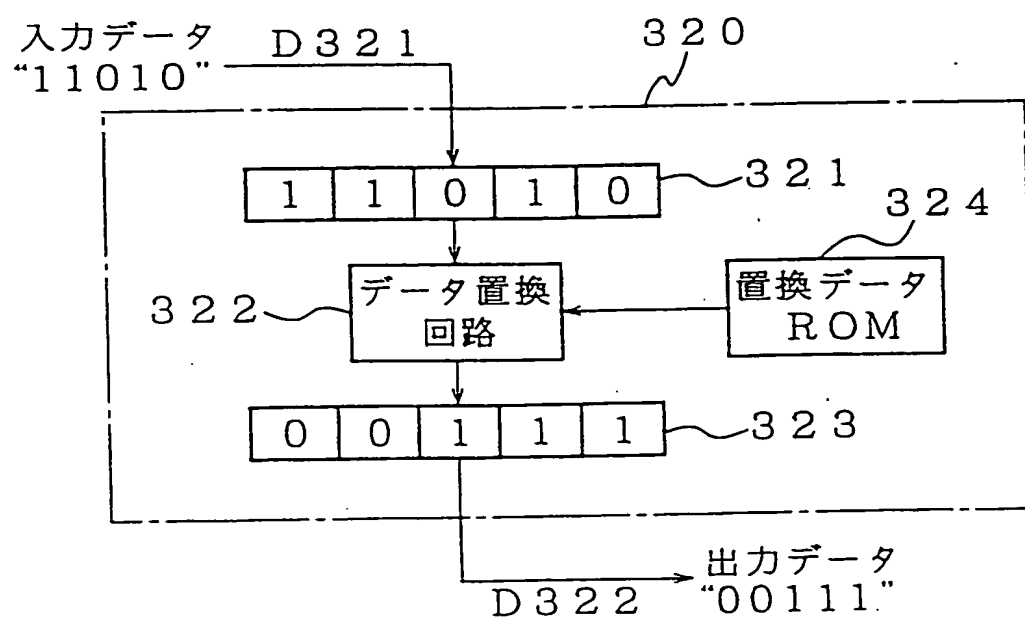 入力データ
“11010”
D321
320
1 1 0 1 0
321
324
322
データ置換
回路
置換データ
ROM
0 0 1 1 1
323
D322
出力データ
“00111”